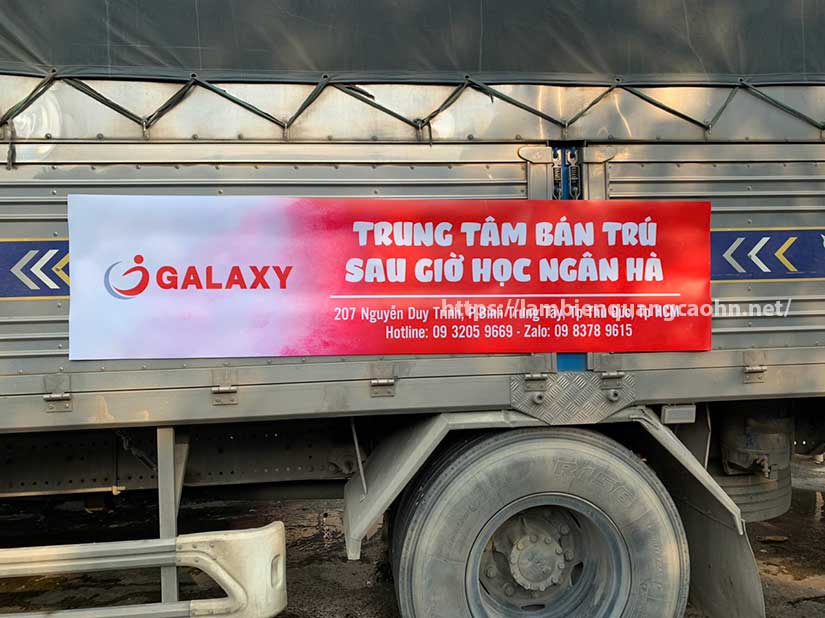 TRUNG TÂM BÁN TRÚ
SAU GIỜ HỌC NGÂN HÀ
GALAXY
https://lambienquangcaohn.net/
207 Nguyễn Duy Trinh, P,Bình Trưng Tây, Tp Thủ Đức, Tp HCM
Hotline: 09 3205 9669 - Zalo: 09 8378 9615
R156